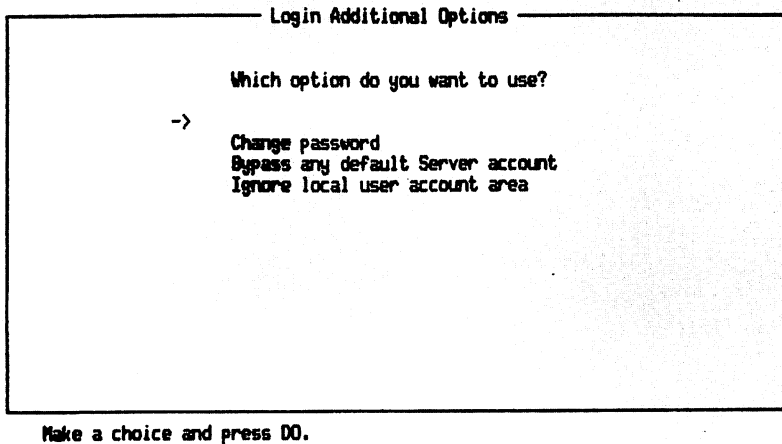 Login Additional Options
Which option do you want to use?
->
Change password
Bypass any default Server account
Ignore local user account area
Make a choice and press DO.